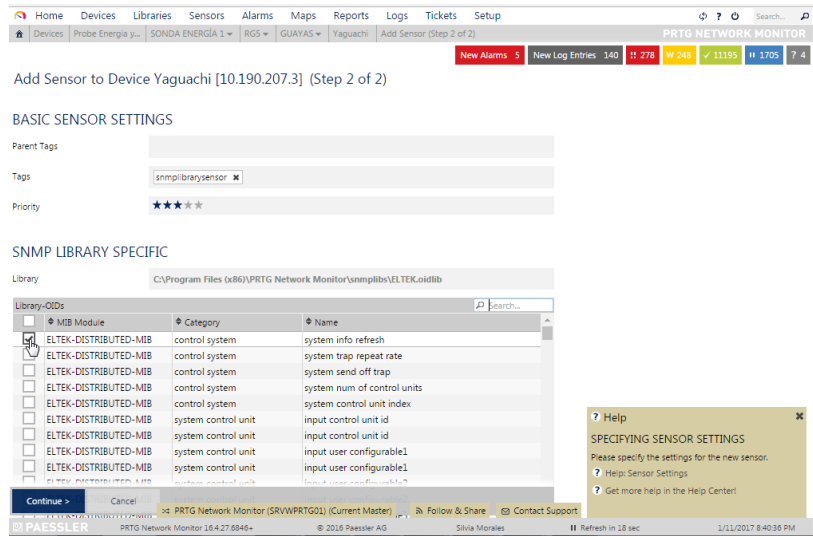 Home Devices Libraries Sensors Alarms Maps Reports Logs Tickets Setup Search...
Devices Probe Energía y... SONDA ENERGÍA 1 RGS GUAYAS Yaguachi Add Sensor (Step 2 of 2) PRTG NETWORK MONITOR
New Alarms 5 New Log Entries 140 !! 278 W 248 ✓ 11195 II 1705 ? 4
Add Sensor to Device Yaguachi [10.190.207.3] (Step 2 of 2)
BASIC SENSOR SETTINGS
Parent Tags
Tags snmplibrarysensor
Priority ★★★★★
SNMP LIBRARY SPECIFIC
Library C:\Program Files (x86)\PRTG Network Monitor\snmplibs\ELTEK.oidlib
Library-OIDs Search...
MIB Module Category Name
ELTEK-DISTRIBUTED-MIB control system system info refresh
ELTEK-DISTRIBUTED-MIB control system system trap repeat rate
ELTEK-DISTRIBUTED-MIB control system system send off trap
ELTEK-DISTRIBUTED-MIB control system system num of control units
ELTEK-DISTRIBUTED-MIB control system system control unit index
ELTEK-DISTRIBUTED-MIB system control unit input control unit id
ELTEK-DISTRIBUTED-MIB system control unit input control unit id
ELTEK-DISTRIBUTED-MIB system control unit input user configurable1
ELTEK-DISTRIBUTED-MIB system control unit input user configurable1
ELTEK-DISTRIBUTED-MIB system control unit input user configurable1
? Help
SPECIFYING SENSOR SETTINGS
Please specify the settings for the new sensor.
? Help: Sensor Settings
? Get more help in the Help Center!
Continue > Cancel
PRTG Network Monitor (SRVWPRTG01) (Current Master) Follow & Share Contact Support
PAESSLER PRTG Network Monitor 16.4.27.6846+ © 2016 Paessler AG Silvia Morales Refresh in 18 sec 1/11/2017 8:40:36 PM